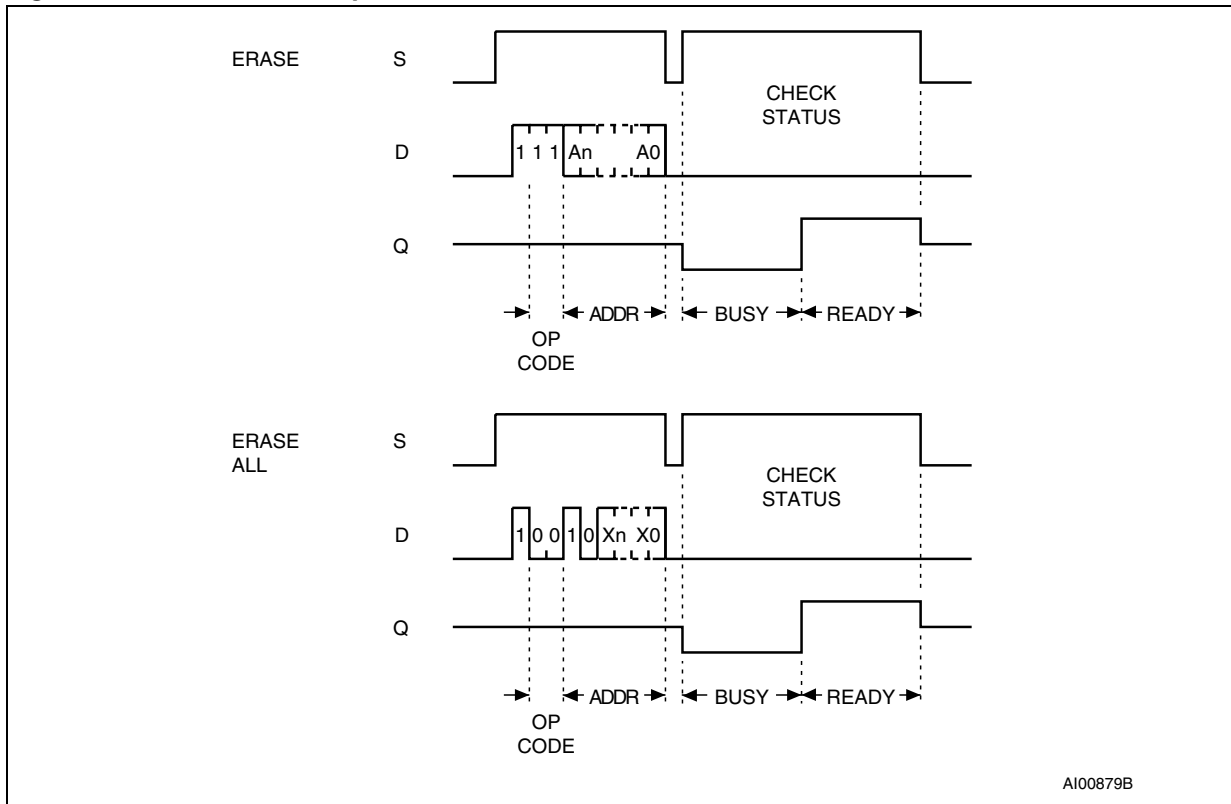 ERASE S
CHECK
STATUS
D 1 1 1 An A0
Q
ADDR BUSY READY
OP
CODE
ERASE
ALL S
CHECK
STATUS
D 1 0 0 1 0 Xn X0
Q
ADDR BUSY READY
OP
CODE
AI00879B